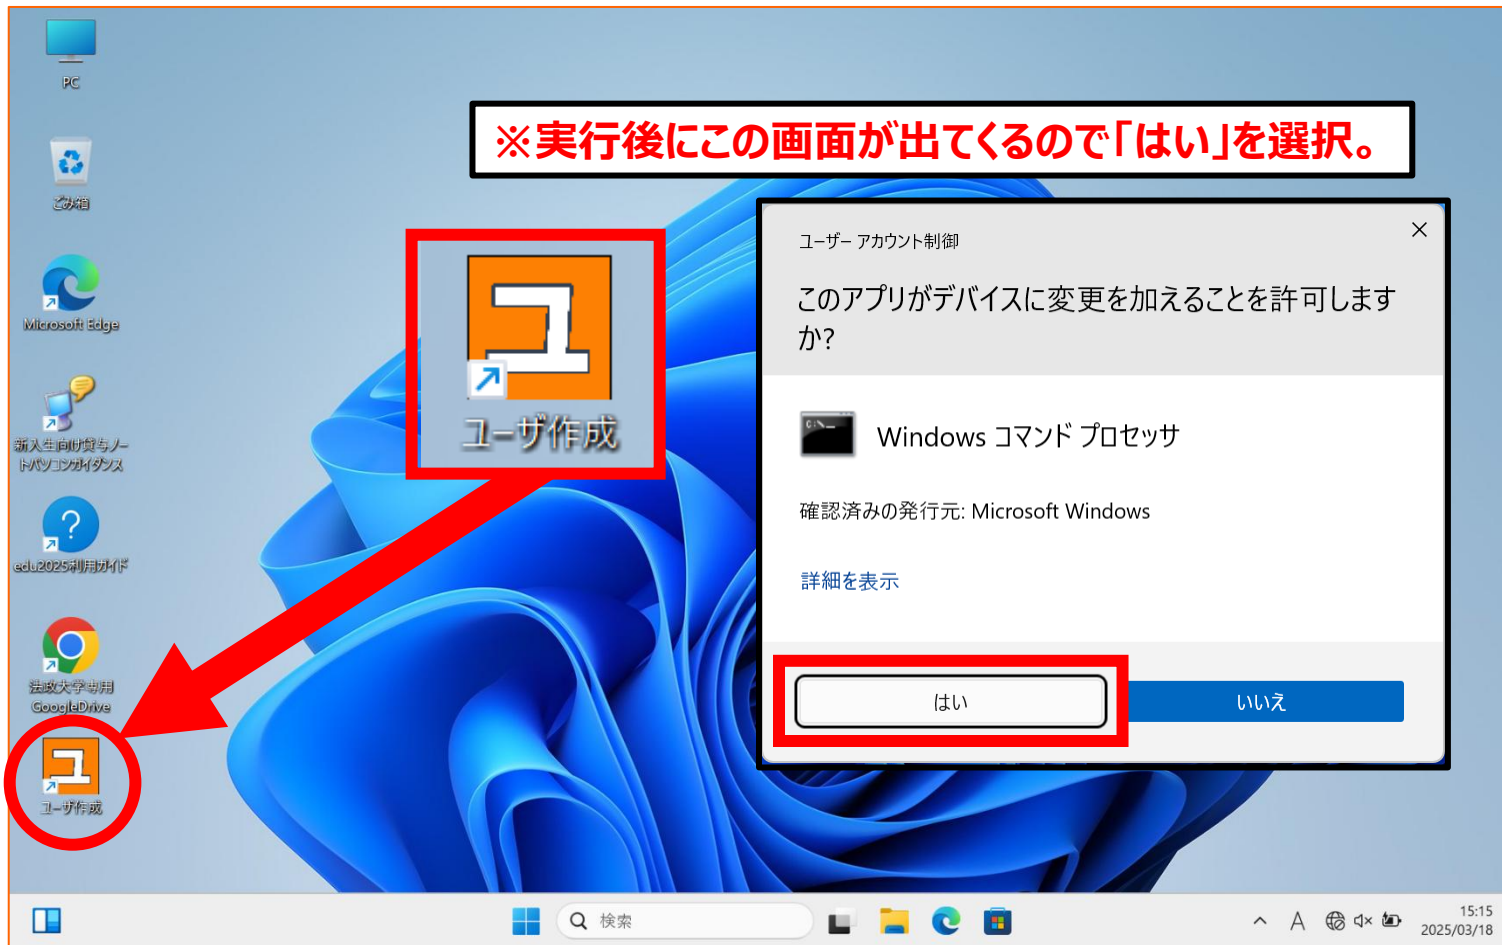 PC
ごみ箱
Microsoft Edge
新入生向け貸与ノー
トパソコンガイダンス
edu2025利用ガイド
法政大学専用
GoogleDrive
ユ
ユーザ作成
※実行後にこの画面が出てくるので「はい」を選択。
ユ
ユーザ作成
ユーザー アカウント制御
このアプリがデバイスに変更を加えることを許可します
か?
C:\_
Windows コマンド プロセッサ
確認済みの発行元: Microsoft Windows
詳細を表示
はい
いいえ
検索
A
15:15
2025/03/18